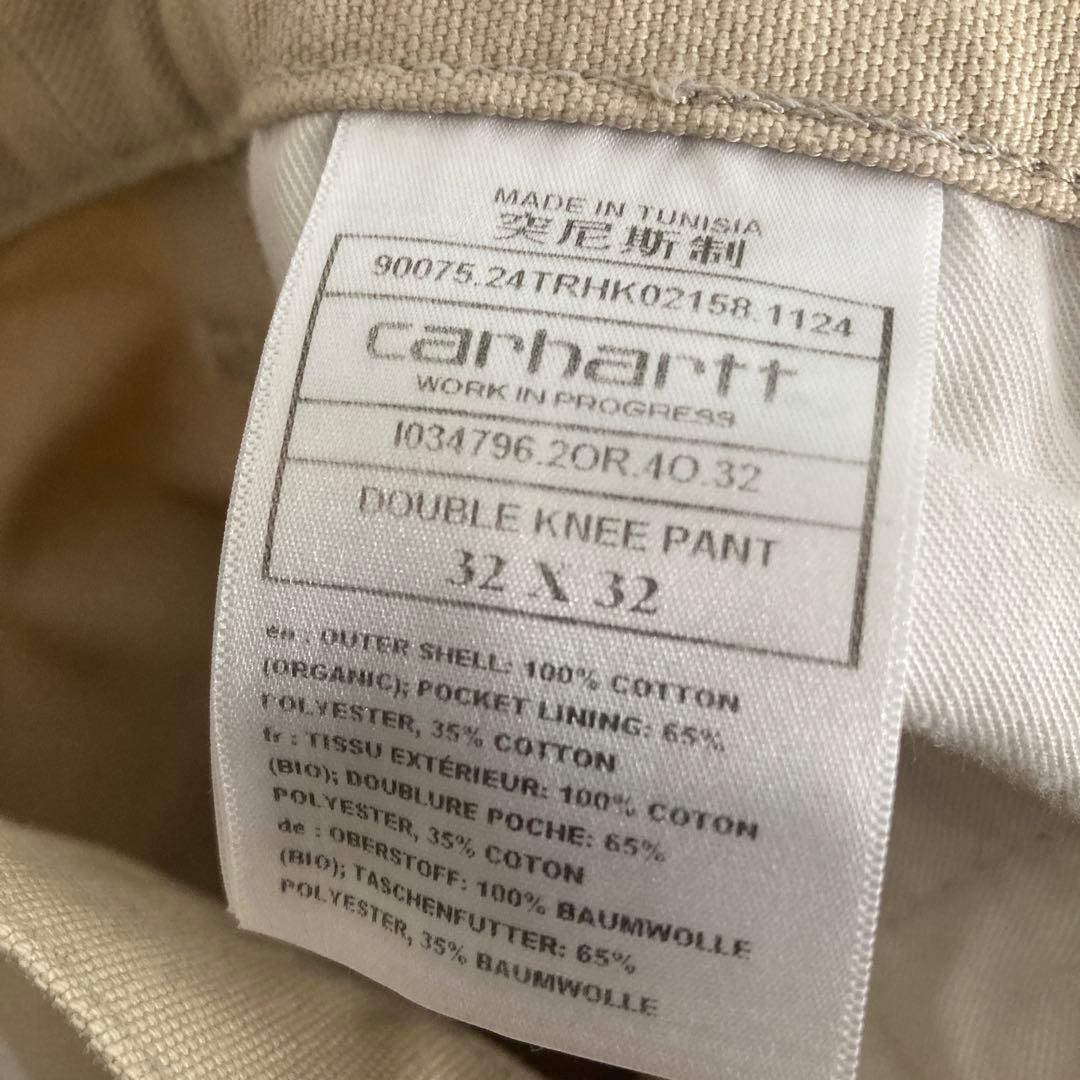 MADE IN TUNISIA
突尼斯制
90075.24TRHK02158.1124
carhartt
WORK IN PROGRESS
I034796.2OR.4O.32
DOUBLE KNEE PANT
32 X 32
en : OUTER SHELL: 100% COTTON
(ORGANIC); POCKET LINING: 65%
POLYESTER, 35% COTTON
fr : TISSU EXTÉRIEUR: 100% COTON
(BIO); DOUBLURE POCHE: 65%
POLYESTER, 35% COTON
de : OBERSTOFF: 100% BAUMWOLLE
(BIO); TASCHENFUTTER: 65%
POLYESTER, 35% BAUMWOLLE